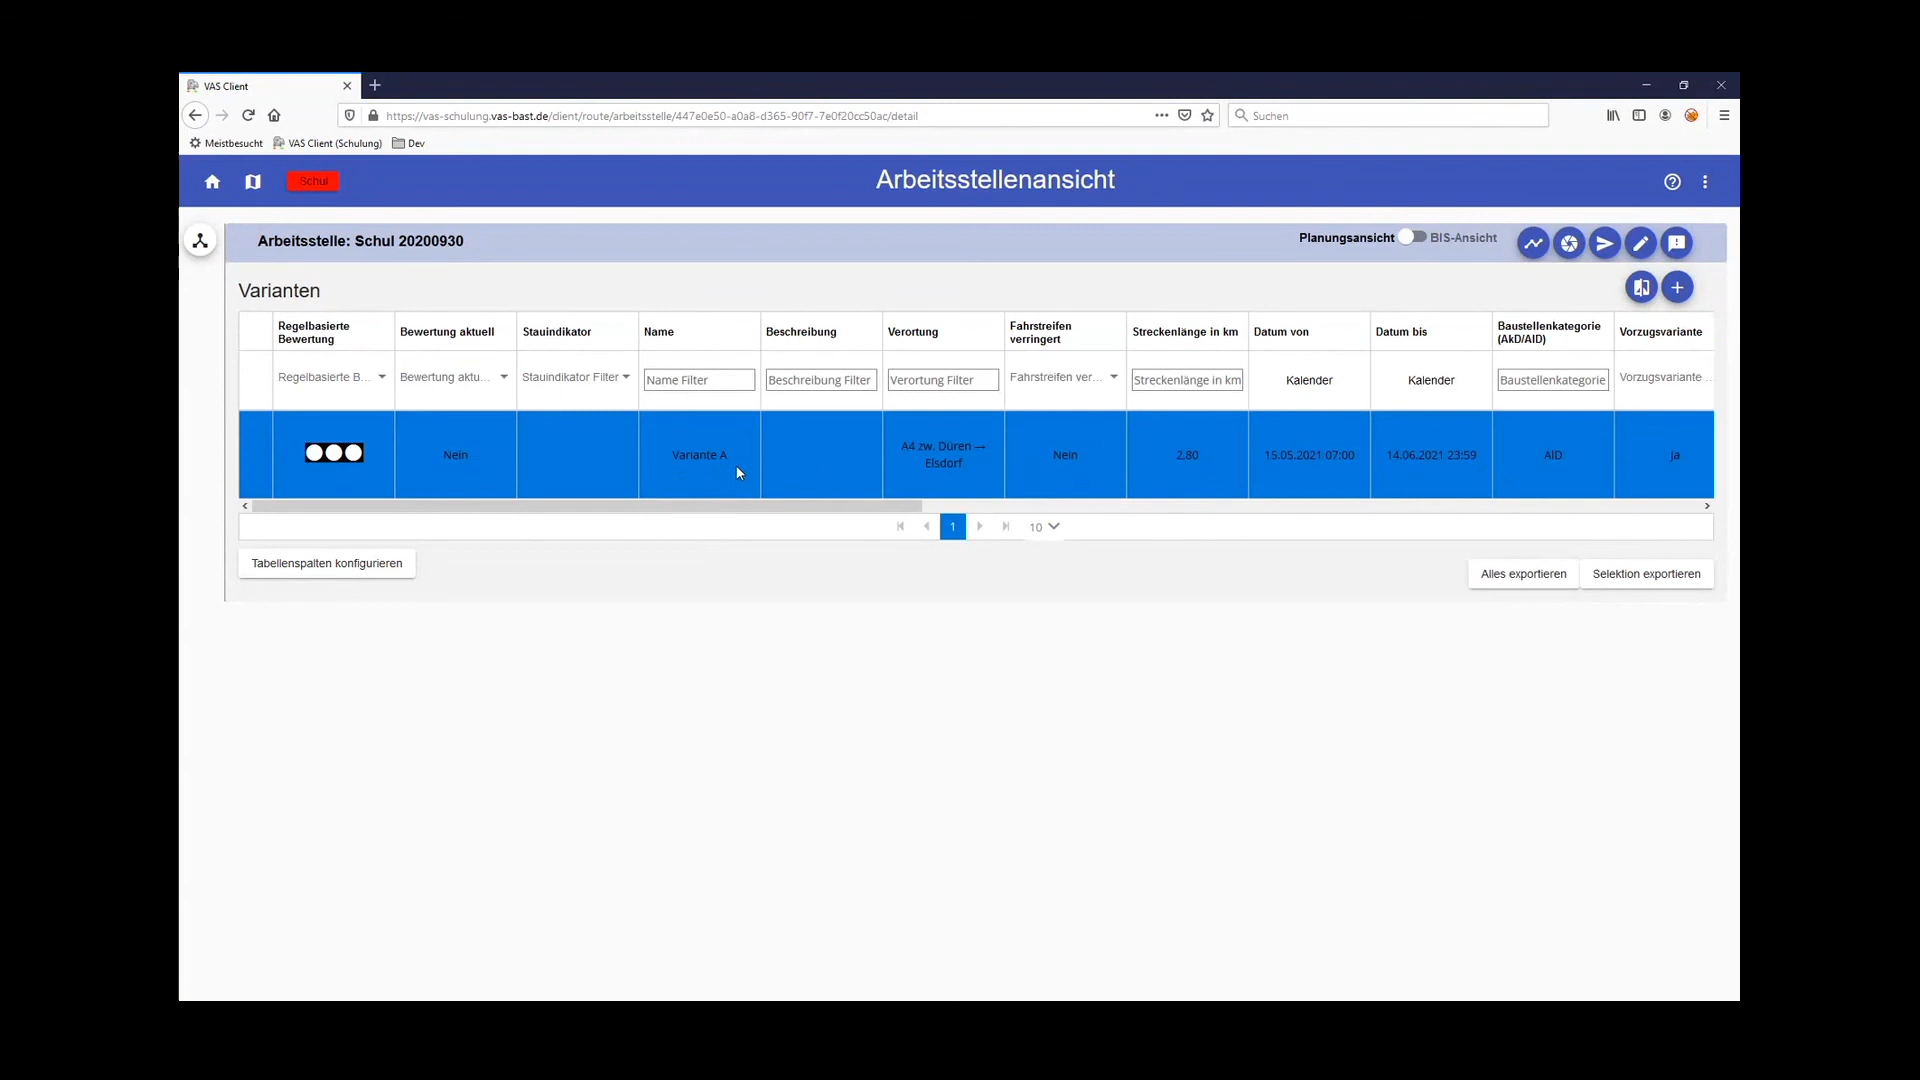 VAS Client
https://vas-schulung.vas-bast.de/client/route/arbeitsstelle/447e0e50-a0a8-d365-90f7-7e0f20cc50ac/detail
Suchen
Meistbesucht VAS Client (Schulung) Dev
Schul
Arbeitsstellenansicht
Arbeitsstelle: Schul 20200930
Planungsansicht BIS-Ansicht
Varianten
Regelbasierte Bewertung
Bewertung aktuell
Stauindikator
Name
Beschreibung
Verortung
Fahrstreifen verringert
Streckenlänge in km
Datum von
Datum bis
Baustellenkategorie (AkD/AlD)
Vorzugsvariante
Regelbasierte B...
Bewertung aktu...
Stauindikator Filter
Name Filter
Beschreibung Filter
Verortung Filter
Fahrstreifen ver...
Streckenlänge in km
Kalender
Kalender
Baustellenkategorie
Vorzugsvariante ...
Nein
Variante A
A4 zw. Düren →
Elsdorf
Nein
2,80
15.05.2021 07:00
14.06.2021 23:59
AlD
Ja
1
10
Tabellenspalten konfigurieren
Alles exportieren
Selektion exportieren